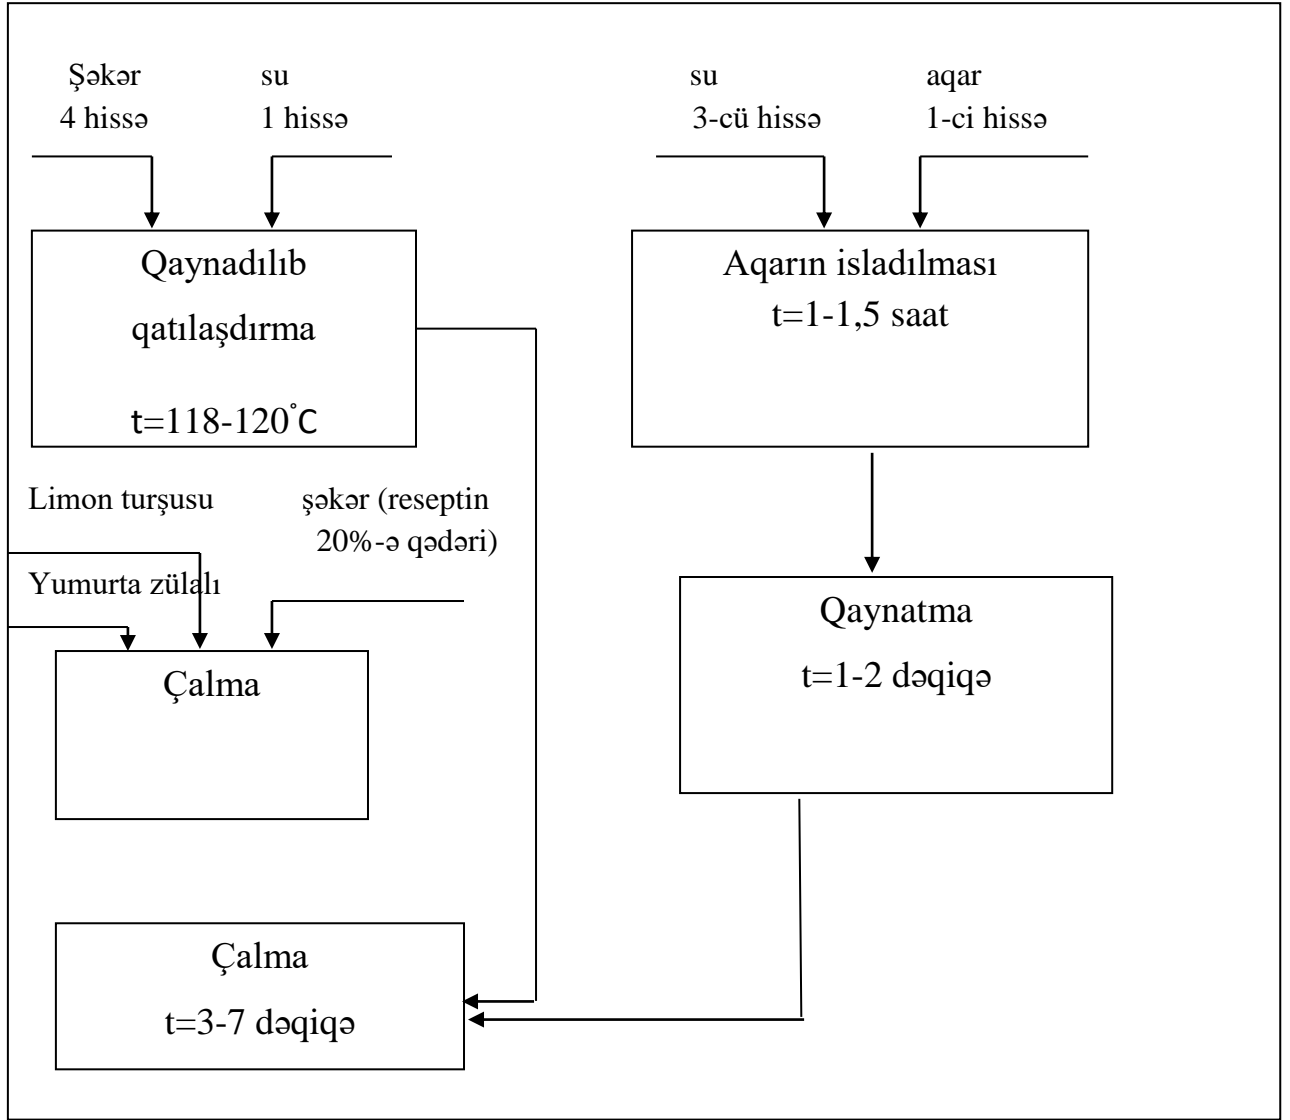 Şəkər su su aqar
4 hissə 1 hissə 3-cü hissə 1-ci hissə
Qaynadılıb
qatılaşdırma
t=118-120°C
Aqarın isladılması
t=1-1,5 saat
Limon turşusu şəkər (reseptin
20%-ə qədəri)
Yumurta zülalı
Çalma
Qaynatma
t=1-2 dəqiqə
Çalma
t=3-7 dəqiqə